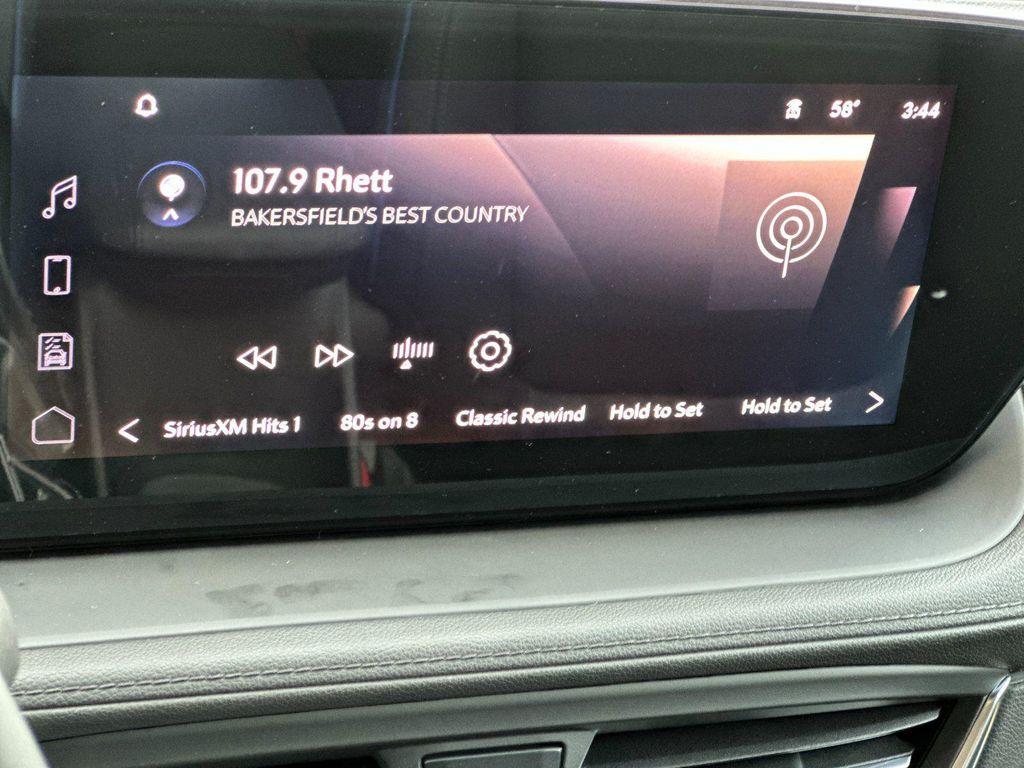 58° 3:44
107.9 Rhett
BAKERSFIELD'S BEST COUNTRY
SiriusXM Hits 1 80s on 8 Classic Rewind Hold to Set Hold to Set